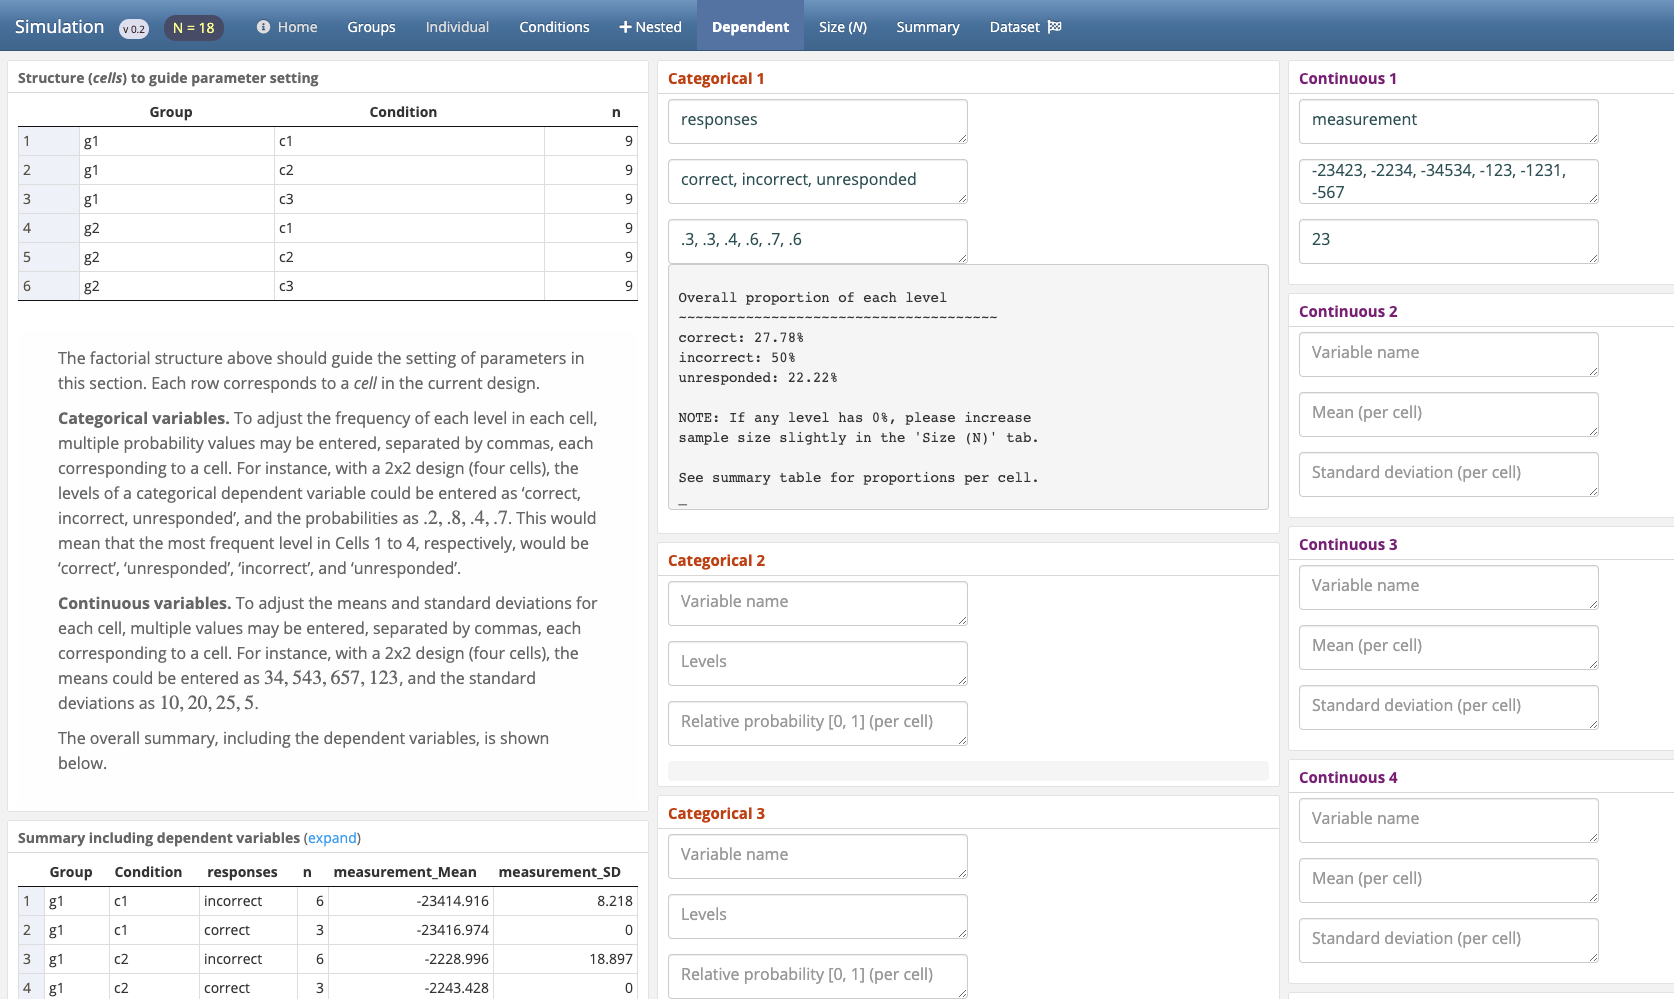 Simulation v 0.2 N = 18 Home Groups Individual Conditions + Nested Dependent Size (N) Summary Dataset
Structure (cells) to guide parameter setting
Group Condition n
1 g1 c1 9
2 g1 c2 9
3 g1 c3 9
4 g2 c1 9
5 g2 c2 9
6 g2 c3 9
The factorial structure above should guide the setting of parameters in
this section. Each row corresponds to a cell in the current design.
Categorical variables. To adjust the frequency of each level in each cell,
multiple probability values may be entered, separated by commas, each
corresponding to a cell. For instance, with a 2x2 design (four cells), the
levels of a categorical dependent variable could be entered as ‘correct,
incorrect, unresponded’, and the probabilities as .2, .8, .4, .7. This would
mean that the most frequent level in Cells 1 to 4, respectively, would be
‘correct’, ‘unresponded’, ‘incorrect’, and ‘unresponded’.
Continuous variables. To adjust the means and standard deviations for
each cell, multiple values may be entered, separated by commas, each
corresponding to a cell. For instance, with a 2x2 design (four cells), the
means could be entered as 34, 543, 657, 123, and the standard
deviations as 10, 20, 25, 5.
The overall summary, including the dependent variables, is shown
below.
Summary including dependent variables (expand)
Group Condition responses n measurement_Mean measurement_SD
1 g1 c1 incorrect 6 -23414.916 8.218
2 g1 c1 correct 3 -23416.974 0
3 g1 c2 incorrect 6 -2228.996 18.897
4 g1 c2 correct 3 -2243.428 0
Categorical 1
responses
correct, incorrect, unresponded
.3, .3, .4, .6, .7, .6
Overall proportion of each level
~~~~~~~~~~~~~~~~~~~~~~~~~~~~~~~~~~~~~~
correct: 27.78%
incorrect: 50%
unresponded: 22.22%
NOTE: If any level has 0%, please increase
sample size slightly in the 'Size (N)' tab.
See summary table for proportions per cell.
_
Categorical 2
Variable name
Levels
Relative probability [0, 1] (per cell)
Categorical 3
Variable name
Levels
Relative probability [0, 1] (per cell)
Continuous 1
measurement
-23423, -2234, -34534, -123, -1231,
-567
23
Continuous 2
Variable name
Mean (per cell)
Standard deviation (per cell)
Continuous 3
Variable name
Mean (per cell)
Standard deviation (per cell)
Continuous 4
Variable name
Mean (per cell)
Standard deviation (per cell)